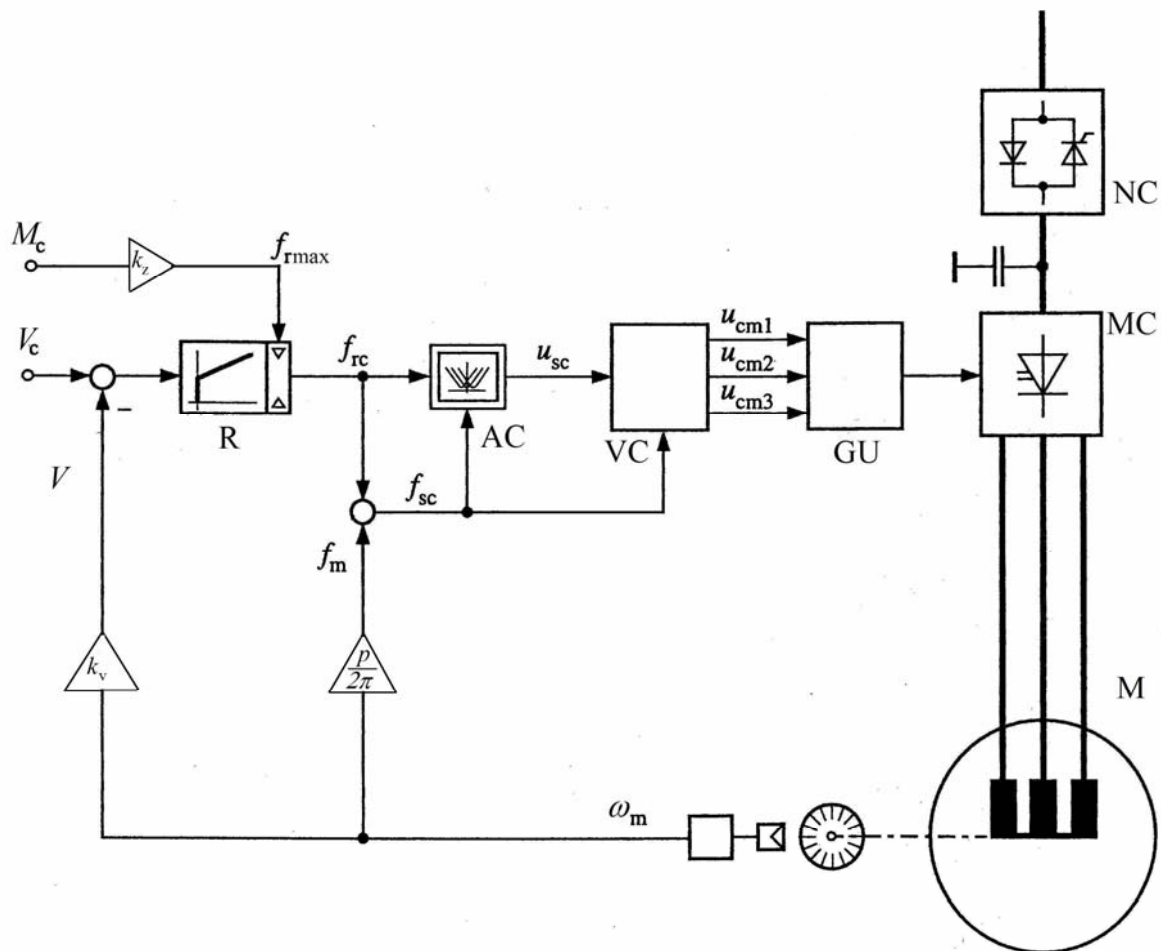 NC
M_c
k_z
f_rmax
MC
V_c
f_rc
u_sc
u_cm1
u_cm2
u_cm3
R
AC
VC
GU
V
–
f_sc
f_m
k_v
p/2π
M
ω_m